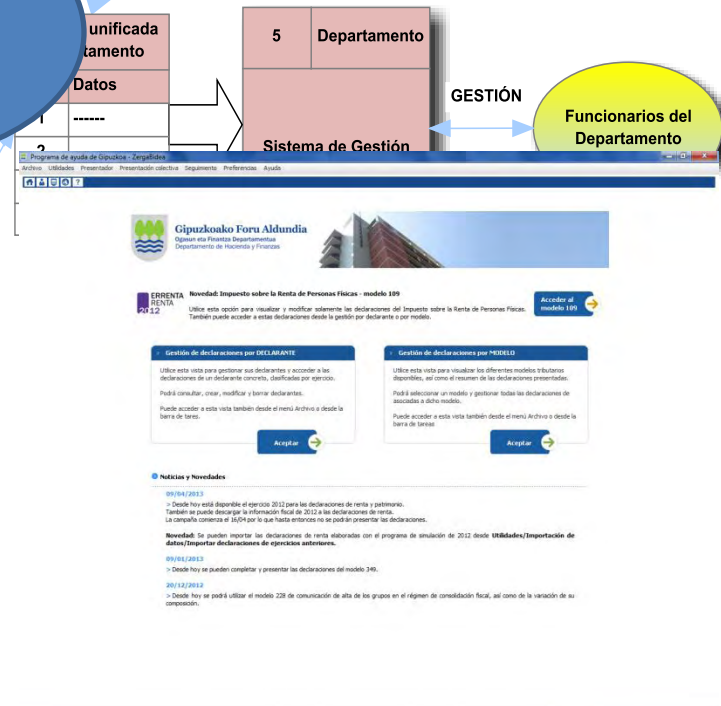 unificada
5 Departamento
tamento
Datos
GESTIÓN
1 ------
Funcionarios del
Departamento
2
Sistema de Gestión
Programa de ayuda de Gipuzkoa - ZergaBidea
Archivo Utilidades Presentador Presentación colectiva Seguimiento Preferencias Ayuda
Gipuzkoako Foru Aldundia
Ogasun eta Finantza Departamentua
Departamento de Hacienda y Finanzas
ERRENTA
RENTA
2012
Novedad: Impuesto sobre la Renta de Personas Físicas - modelo 109
Utilice esta opción para visualizar y modificar solamente las declaraciones del Impuesto sobre la Renta de Personas Físicas.
También puede acceder a estas declaraciones desde la gestión por declarante o por modelo.
Acceder al
modelo 109
Gestión de declaraciones por DECLARANTE
Utilice esta vista para gestionar sus declarantes y accceder a las
declaraciones de un declarante concreto, clasificadas por ejercicio.
Podrá consultar, crear, modificar y borrar declarantes.
Puede acceder a esta vista también desde el menú Archivo o desde la
barra de tares.
Aceptar
Gestión de declaraciones por MODELO
Utilice esta vista para visualizar los diferentes modelos tributarios
disponibles, así como el resumen de las declaraciones presentadas.
Podrá seleccionar un modelo y gestionar todas las declaraciones de
asociadas a dicho modelo.
Puede acceder a esta vista también desde el menú Archivo o desde la
barra de tareas
Aceptar
Noticias y Novedades
09/04/2013
> Desde hoy está disponible el ejercicio 2012 para las declaraciones de renta y patrimonio.
También se puede descargar la información fiscal de 2012 a las declaraciones de renta.
La campaña comienza el 16/04 por lo que hasta entonces no se podrán presentar las declaraciones.
Novedad: Se pueden importar las declaraciones de renta elaboradas con el programa de simulación de 2012 desde Utilidades/Importación de
datos/Importar declaraciones de ejercicios anteriores.
09/01/2013
> Desde hoy se pueden completar y presentar las declaraciones del modelo 349.
20/12/2012
> Desde hoy se podrá utilizar el modelo 228 de comunicación de alta de los grupos en el régimen de consolidación fiscal, así como de la variación de su
composición.